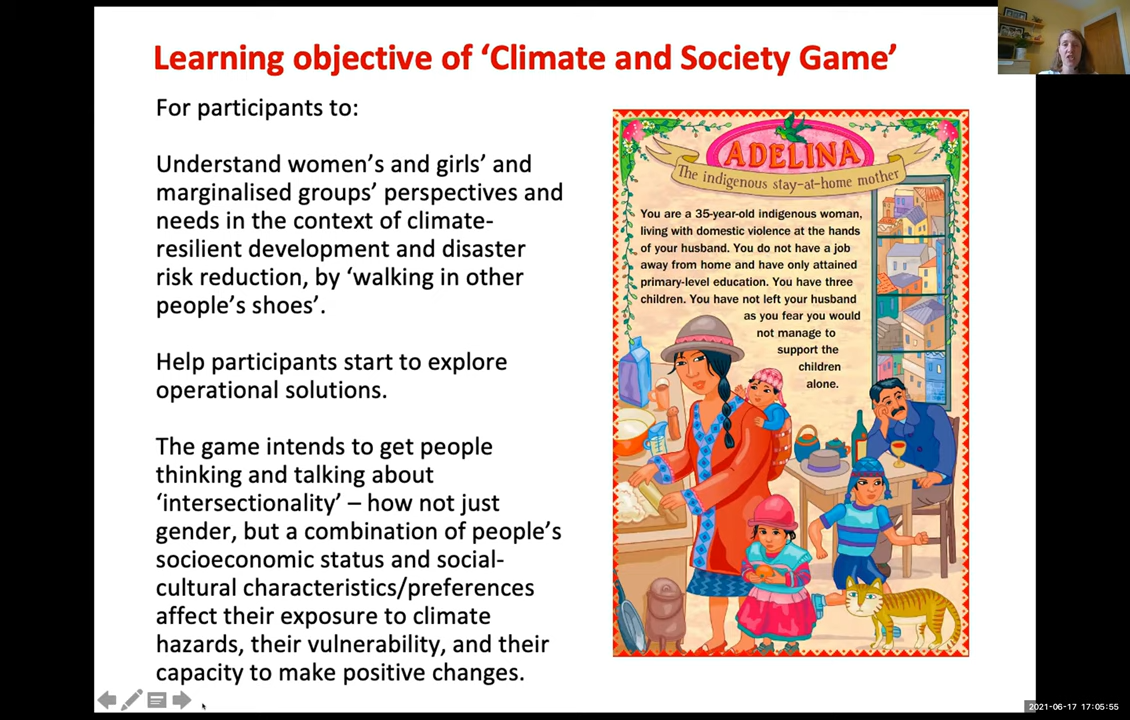 Learning objective of ‘Climate and Society Game’
For participants to:
Understand women’s and girls’ and
marginalised groups’ perspectives and
needs in the context of climate-
resilient development and disaster
risk reduction, by ‘walking in other
people’s shoes’.
Help participants start to explore
operational solutions.
The game intends to get people
thinking and talking about
‘intersectionality’ – how not just
gender, but a combination of people’s
socioeconomic status and social-
cultural characteristics/preferences
affect their exposure to climate
hazards, their vulnerability, and their
capacity to make positive changes.
ADELINA
The indigenous stay-at-home mother
You are a 35-year-old indigenous woman,
living with domestic violence at the hands
of your husband. You do not have a job
away from home and have only attained
primary-level education. You have three
children. You have not left your husband
as you fear you would
not manage to
support the
children
alone.
2021-06-17 17:05:55